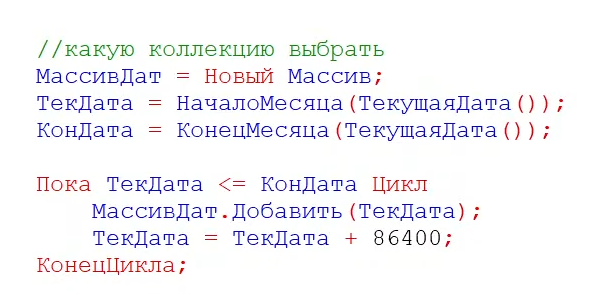 //какую коллекцию выбрать
МассивДат = Новый Массив;
ТекДата = НачалоМесяца(ТекущаяДата());
КонДата = КонецМесяца(ТекущаяДата());
Пока ТекДата <= КонДата Цикл
МассивДат.Добавить(ТекДата);
ТекДата = ТекДата + 86400;
КонецЦикла;